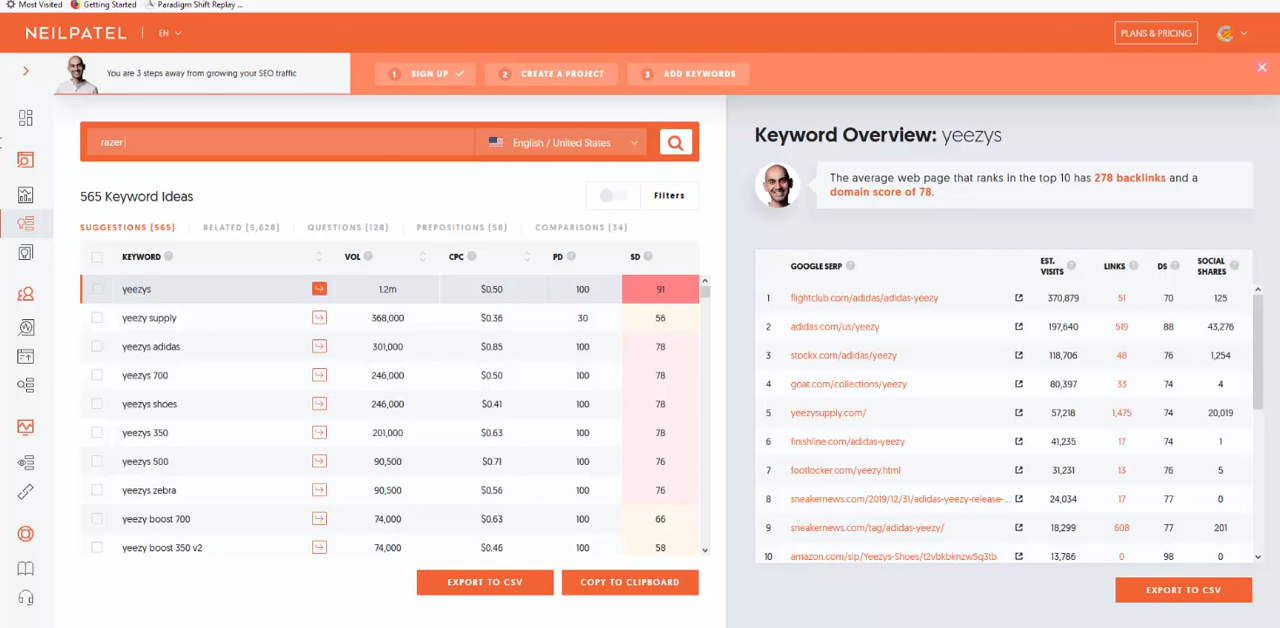 Most Visited Getting Started Paradigm Shift Replay ...
NEILPATEL EN PLANS & PRICING
You are 3 steps away from growing your SEO traffic 1 SIGN UP 2 CREATE A PROJECT 3 ADD KEYWORDS
razer English / United States
565 Keyword Ideas Filters
SUGGESTIONS (565) RELATED (5,628) QUESTIONS (128) PREPOSITIONS (58) COMPARISONS (34)
KEYWORD VOL CPC PD SD
yeezys 1.2m $0.50 100 91
yeezy supply 368,000 $0.36 30 56
yeezys adidas 301,000 $0.85 100 78
yeezys 700 246,000 $0.50 100 78
yeezys shoes 246,000 $0.41 100 78
yeezys 350 201,000 $0.63 100 78
yeezys 500 90,500 $0.71 100 76
yeezys zebra 90,500 $0.56 100 76
yeezy boost 700 74,000 $0.63 100 66
yeezy boost 350 v2 74,000 $0.46 100 58
EXPORT TO CSV COPY TO CLIPBOARD
Keyword Overview: yeezys
The average web page that ranks in the top 10 has 278 backlinks and a
domain score of 78.
GOOGLE SERP EST. VISITS LINKS DS SOCIAL SHARES
1 flightclub.com/adidas/adidas-yeezy 370,879 51 70 125
2 adidas.com/us/yeezy 197,640 519 88 43,276
3 stockx.com/adidas/yeezy 118,706 48 76 1,254
4 goat.com/collections/yeezy 80,397 33 74 4
5 yeezysupply.com/ 57,218 1,475 74 20,019
6 finishline.com/adidas-yeezy 41,235 17 74 1
7 footlocker.com/yeezy.html 31,231 13 76 5
8 sneakernews.com/2019/12/31/adidas-yeezy-release-... 24,034 17 77 0
9 sneakernews.com/tag/adidas-yeezy/ 18,299 608 77 201
10 amazon.com/slp/Yeezys-Shoes/t2vbkbknzw5q3tb 13,786 0 98 0
EXPORT TO CSV